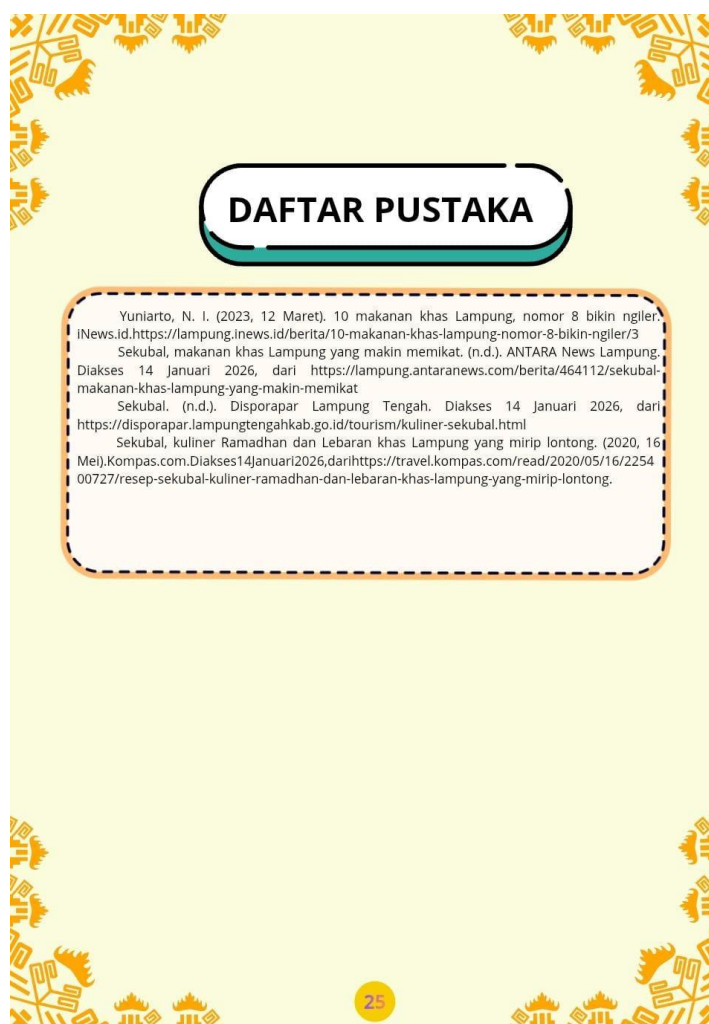 DAFTAR PUSTAKA
Yuniarto, N. I. (2023, 12 Maret). 10 makanan khas Lampung, nomor 8 bikin ngiler.
iNews.id.https://lampung.inews.id/berita/10-makanan-khas-lampung-nomor-8-bikin-ngiler/3
Sekubal, makanan khas Lampung yang makin memikat. (n.d.). ANTARA News Lampung.
Diakses 14 Januari 2026, dari https://lampung.antaranews.com/berita/464112/sekubal-
makanan-khas-lampung-yang-makin-memikat
Sekubal. (n.d.). Disporapar Lampung Tengah. Diakses 14 Januari 2026, dari
https://disporapar.lampungtengahkab.go.id/tourism/kuliner-sekubal.html
Sekubal, kuliner Ramadhan dan Lebaran khas Lampung yang mirip lontong. (2020, 16
Mei).Kompas.com.Diakses14Januari2026,darihttps://travel.kompas.com/read/2020/05/16/2254
00727/resep-sekubal-kuliner-ramadhan-dan-lebaran-khas-lampung-yang-mirip-lontong.
25